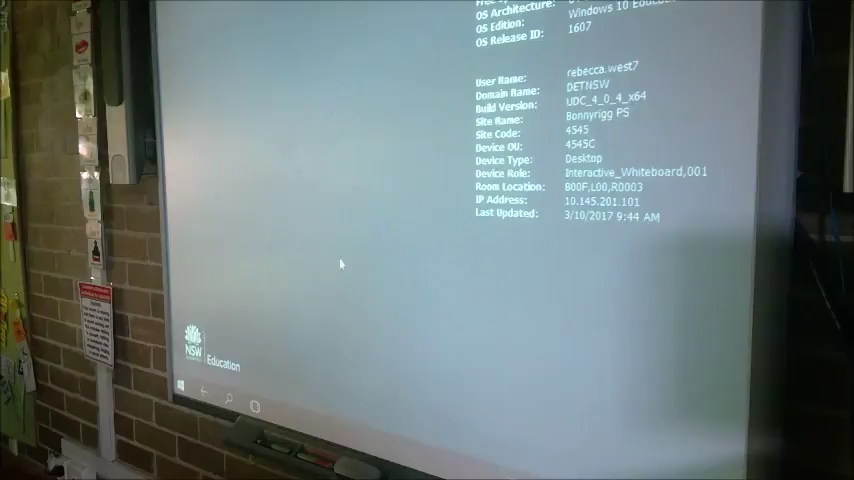 OS Architecture:
OS Edition: Windows 10
OS Release ID: 1607
User Name: rebecca.west7
Domain Name: DETNSW
Build Version: UDC_4_0_4_x64
Site Name: Bonnyrigg PS
Site Code: 4545
Device OU: 4545C
Device Type: Desktop
Device Role: Interactive_Whiteboard,001
Room Location: B00F,L00,R0003
IP Address: 10.145.201.101
Last Updated: 3/10/2017 9:44 AM
NSW
Education